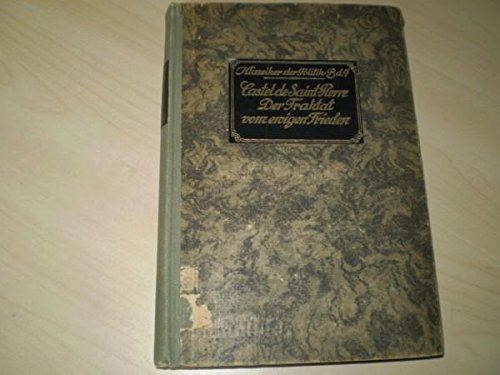 Klassiker der Politik·Bd.4
Castel de Saint-Pierre
Der Traktat
vom ewigen Frieden